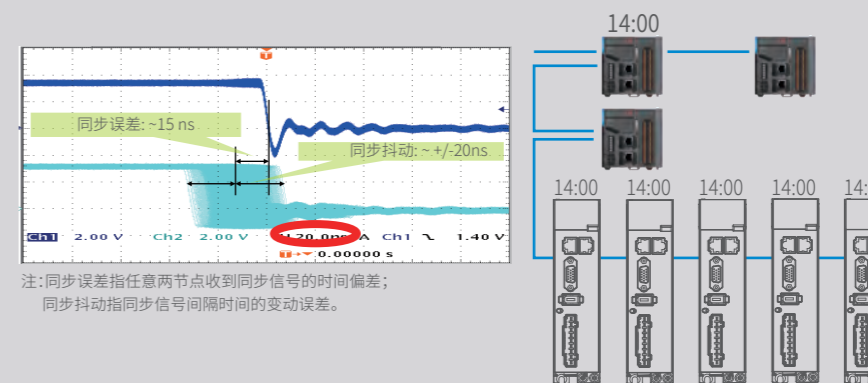 14:00
同步误差: ~15 ns
同步抖动: ~ +/-20ns
Ch1 2.00 V Ch2 2.00 V 20.0ns A Ch1 1.40 V
0.00000 s
注:同步误差指任意两节点收到同步信号的时间偏差;
同步抖动指同步信号间隔时间的变动误差。
14:00 14:00 14:00 14:00 14: